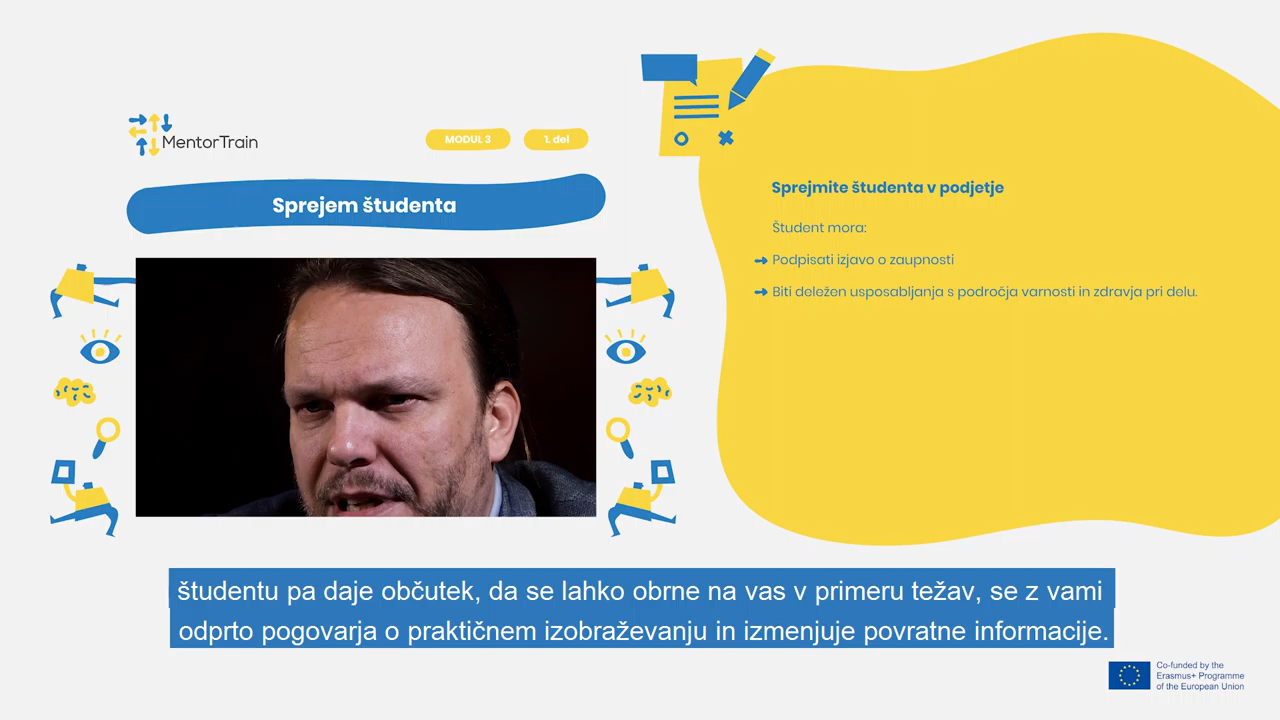 MentorTrain
MODUL 3
1. del
Sprejem študenta
Sprejmite študenta v podjetje
Študent mora:
Podpisati izjavo o zaupnosti
Biti deležen usposabljanja s področja varnosti in zdravja pri delu.
študentu pa daje občutek, da se lahko obrne na vas v primeru težav, se z vami
odprto pogovarja o praktičnem izobraževanju in izmenjuje povratne informacije.
Co-funded by the
Erasmus+ Programme
of the European Union